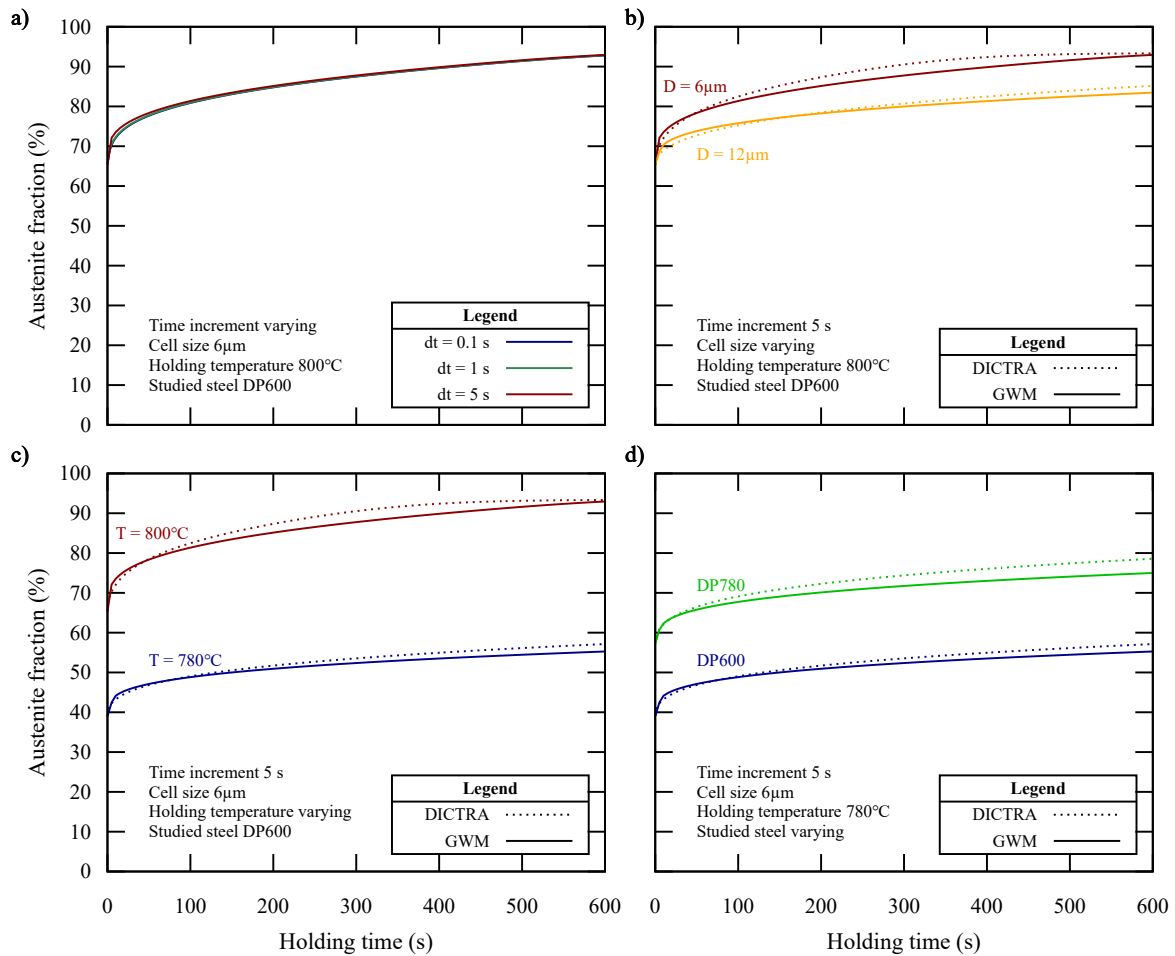 a)
100
90
80
70
60
50
40
30
20
10
0
Austenite fraction (%)
Time increment varying
Cell size 6µm
Holding temperature 800°C
Studied steel DP600
Legend
dt = 0.1 s
dt = 1 s
dt = 5 s
b)
D = 6µm
D = 12µm
Time increment 5 s
Cell size varying
Holding temperature 800°C
Studied steel DP600
Legend
DICTRA
GWM
c)
100
90
80
70
60
50
40
30
20
10
0
Austenite fraction (%)
T = 800°C
T = 780°C
Time increment 5 s
Cell size 6µm
Holding temperature varying
Studied steel DP600
Legend
DICTRA
GWM
0 100 200 300 400 500 600
Holding time (s)
d)
DP780
DP600
Time increment 5 s
Cell size 6µm
Holding temperature 780°C
Studied steel varying
Legend
DICTRA
GWM
0 100 200 300 400 500 600
Holding time (s)